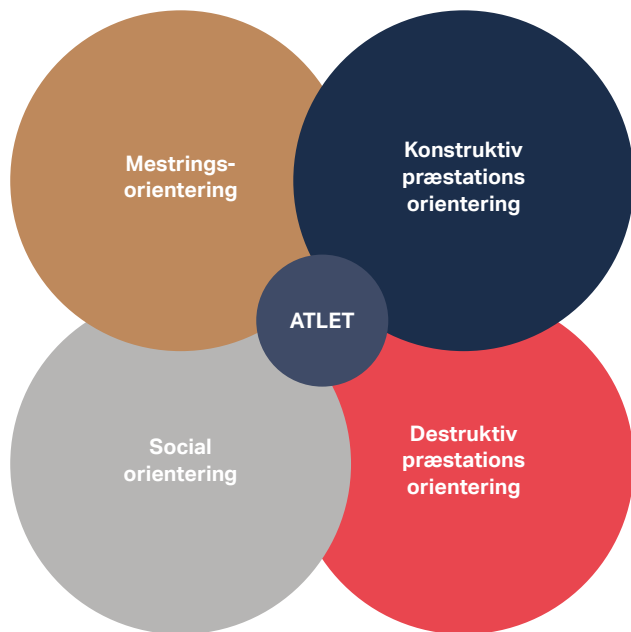 Mestrings-
orientering
Konstruktiv
præstations
orientering
ATLET
Social
orientering
Destruktiv
præstations
orientering